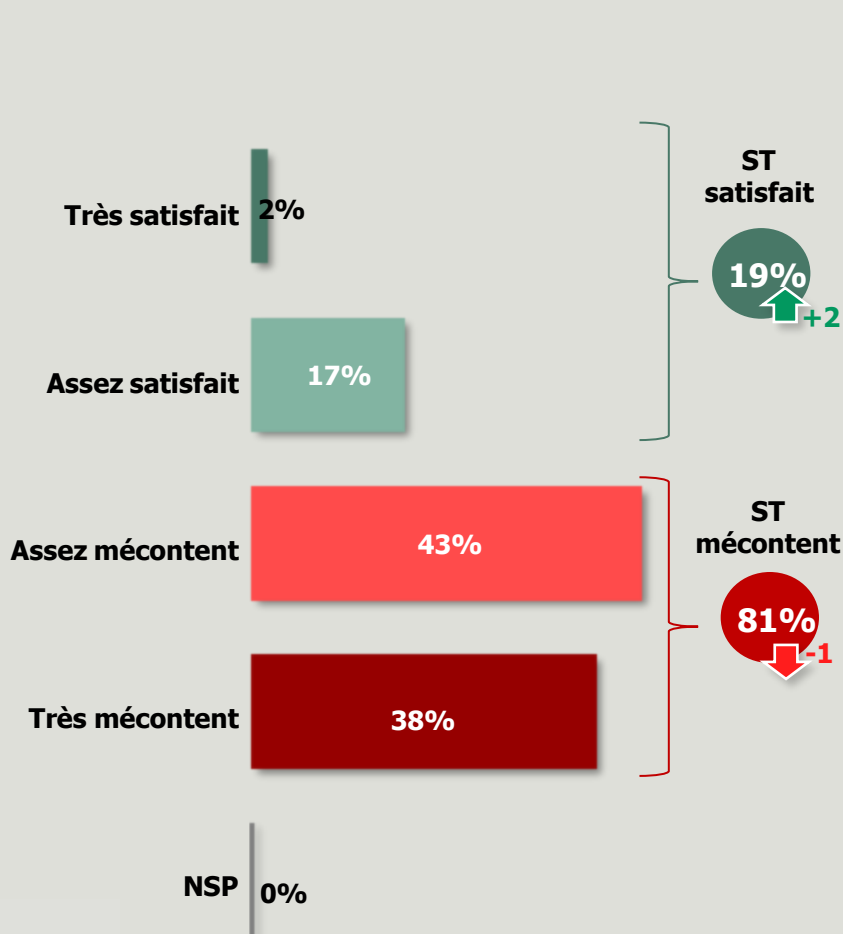 ST
satisfait
Très satisfait 2%
19%
+2
Assez satisfait 17%
ST
mécontent
Assez mécontent 43%
81%
-1
Très mécontent 38%
NSP 0%